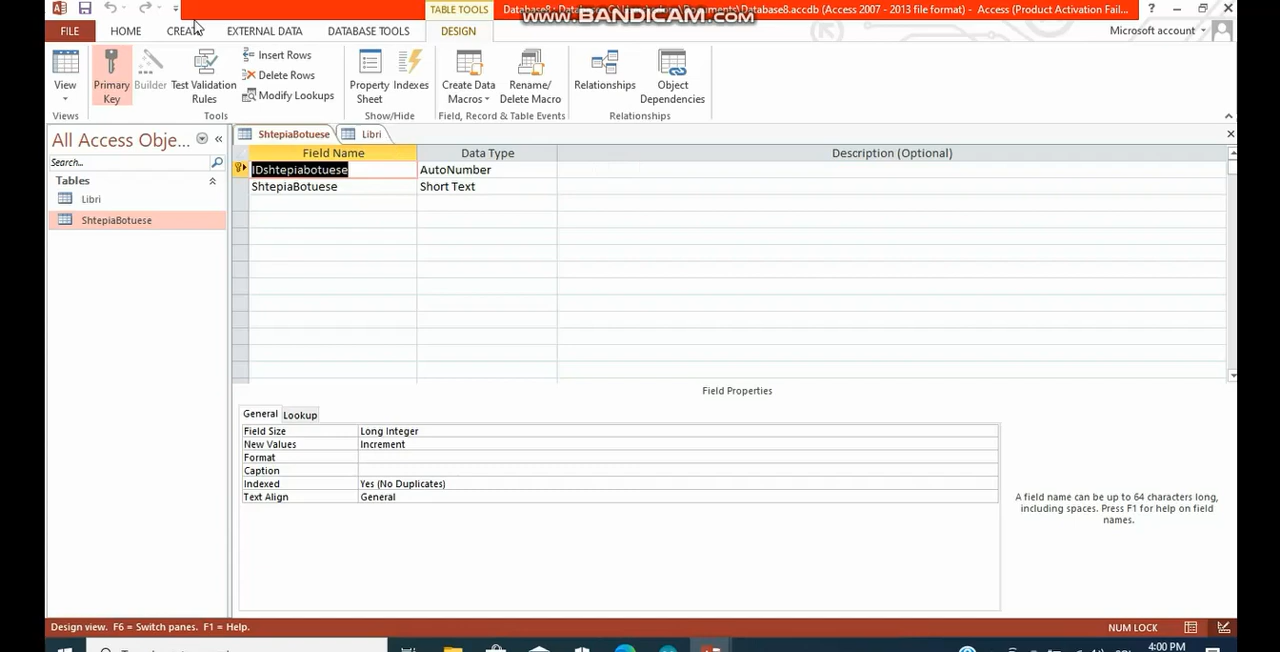 TABLE TOOLS
www.BANDICAM.com
Documents\Database8.accdb (Access 2007 - 2013 file format) - Access (Product Activation Fail...
FILE HOME CREATE EXTERNAL DATA DATABASE TOOLS DESIGN Microsoft account
View
Primary Key
Builder
Test Validation Rules
Insert Rows
Delete Rows
Modify Lookups
Property Sheet
Indexes
Create Data Macros
Rename/ Delete Macro
Relationships
Object Dependencies
Views Tools Show/Hide Field, Record & Table Events Relationships
All Access Obje...
Search...
Tables
Libri
ShtepiaBotuese
ShtepiaBotuese Libri
Field Name Data Type Description (Optional)
IDshtepiabotuese AutoNumber
ShtepiaBotuese Short Text
Field Properties
General Lookup
Field Size Long Integer
New Values Increment
Format
Caption
Indexed Yes (No Duplicates)
Text Align General
A field name can be up to 64 characters long,
including spaces. Press F1 for help on field
names.
Design view. F6 = Switch panes. F1 = Help. NUM LOCK
4:00 PM